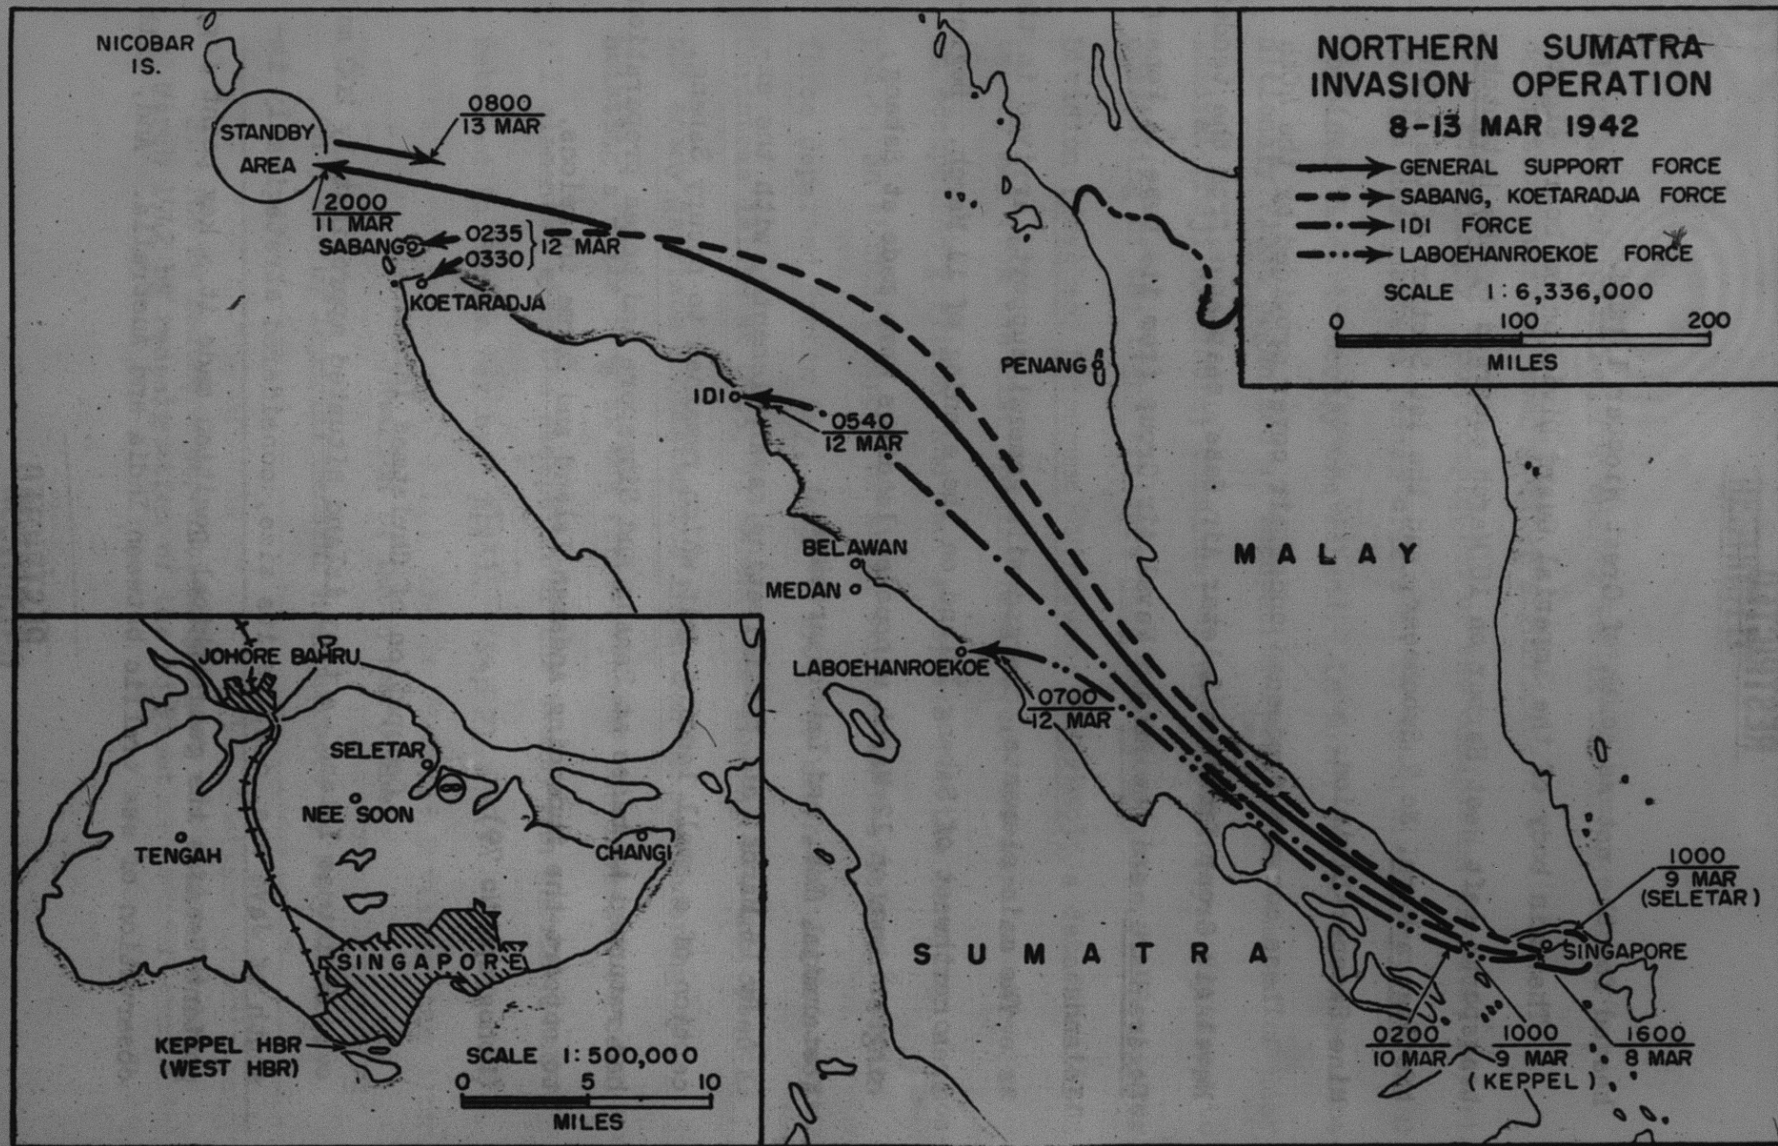 NORTHERN SUMATRA
INVASION OPERATION
8-13 MAR 1942
GENERAL SUPPORT FORCE
SABANG, KOETARADJA FORCE
IDI FORCE
LABOEHANROEKOE FORCE
SCALE 1:6,336,000
0 100 200
MILES
NICOBAR
IS.
STANDBY
AREA
0800
13 MAR
2000
11 MAR
SABANG
0235
0330
12 MAR
KOETARADJA
PENANG
IDI
0540
12 MAR
BELAWAN
MEDAN
LABOEHANROEKOE
0700
12 MAR
MALAY
SUMATRA
1000
9 MAR
(SELETAR)
SINGAPORE
0200
10 MAR
1000
9 MAR
(KEPPEL)
1600
8 MAR
JOHORE BAHRU
SELETAR
NEE SOON
TENGAH
CHANGI
SINGAPORE
KEPPEL HBR
(WEST HBR)
SCALE 1:500,000
0 5 10
MILES